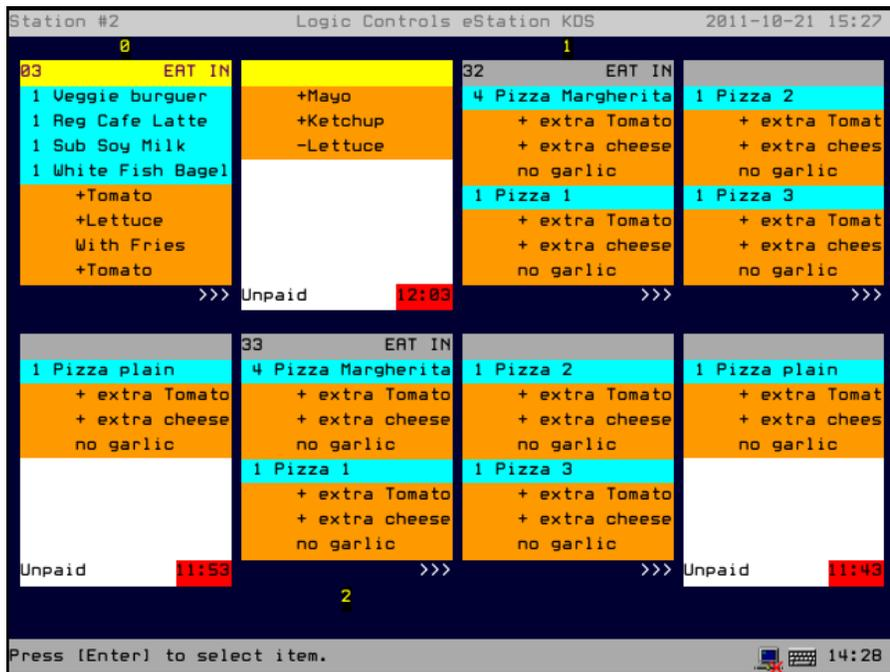 Station #2 Logic Controls eStation KDS 2011-10-21 15:27
0 1
03 EAT IN
1 Veggie burguer
1 Reg Cafe Latte
1 Sub Soy Milk
1 White Fish Bagel
+Tomato
+Lettuce
With Fries
+Tomato
>>>
+Mayo
+Ketchup
-Lettuce
Unpaid 12:03
32 EAT IN
4 Pizza Margherita
+ extra Tomato
+ extra cheese
no garlic
1 Pizza 1
+ extra Tomato
+ extra cheese
no garlic
>>>
1 Pizza 2
+ extra Tomat
+ extra chees
no garlic
1 Pizza 3
+ extra Tomat
+ extra chees
no garlic
>>>
1 Pizza plain
+ extra Tomato
+ extra cheese
no garlic
Unpaid 11:53
33 EAT IN
4 Pizza Margherita
+ extra Tomato
+ extra cheese
no garlic
1 Pizza 1
+ extra Tomato
+ extra cheese
no garlic
>>>
1 Pizza 2
+ extra Tomato
+ extra cheese
no garlic
1 Pizza 3
+ extra Tomato
+ extra cheese
no garlic
>>>
1 Pizza plain
+ extra Tomat
+ extra chees
no garlic
Unpaid 11:43
2
Press [Enter] to select item. 14:28